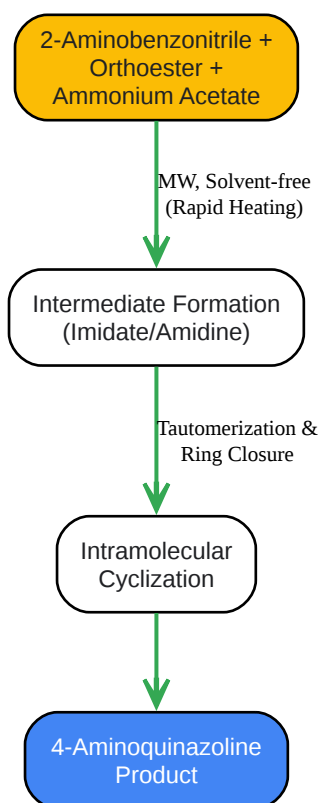 2-Aminobenzonitrile +
Orthoester +
Ammonium Acetate
MW, Solvent-free
(Rapid Heating)
Intermediate Formation
(Imidate/Amidine)
Tautomerization &
Ring Closure
Intramolecular
Cyclization
4-Aminoquinazoline
Product